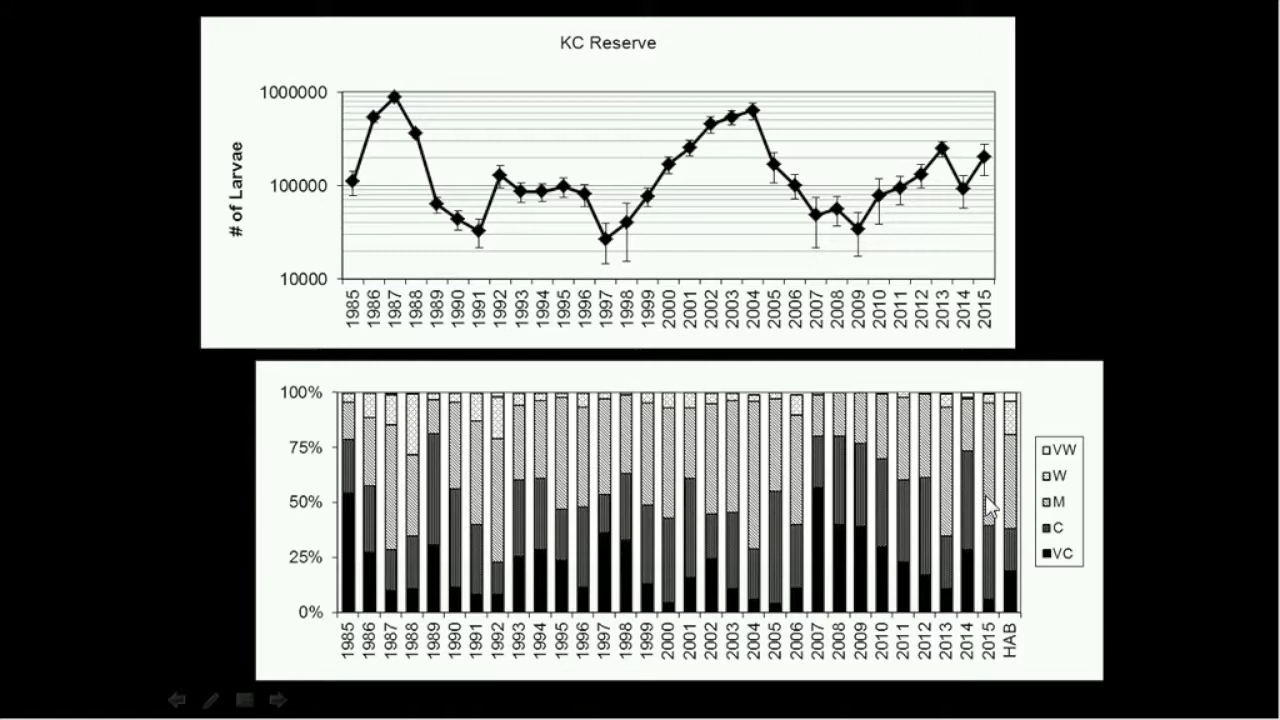 KC Reserve
# of Larvae
1000000
100000
10000
1985 1986 1987 1988 1989 1990 1991 1992 1993 1994 1995 1996 1997 1998 1999 2000 2001 2002 2003 2004 2005 2006 2007 2008 2009 2010 2011 2012 2013 2014 2015
100%
75%
50%
25%
0%
1985 1986 1987 1988 1989 1990 1991 1992 1993 1994 1995 1996 1997 1998 1999 2000 2001 2002 2003 2004 2005 2006 2007 2008 2009 2010 2011 2012 2013 2014 2015 HAB
VW
W
M
C
VC